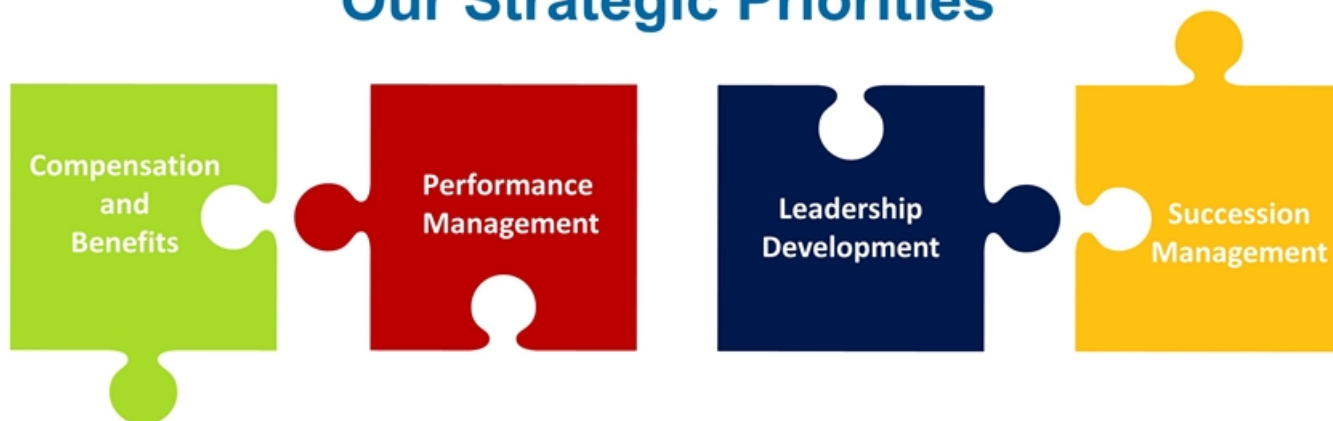 Our Strategic Priorities
Compensation
and
Benefits
Performance
Management
Leadership
Development
Succession
Management